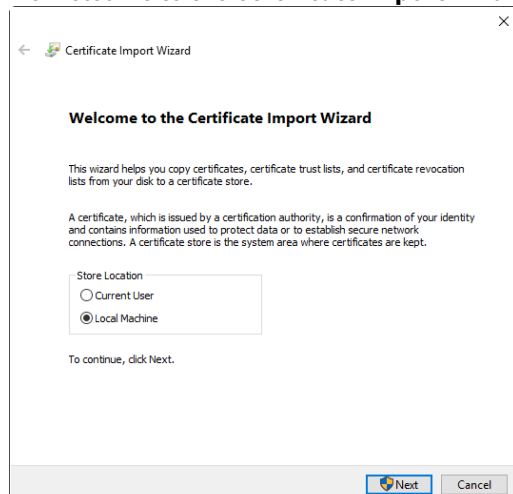 Certificate Import Wizard
Welcome to the Certificate Import Wizard
This wizard helps you copy certificates, certificate trust lists, and certificate revocation
lists from your disk to a certificate store.
A certificate, which is issued by a certification authority, is a confirmation of your identity
and contains information used to protect data or to establish secure network
connections. A certificate store is the system area where certificates are kept.
Store Location
Current User
Local Machine
To continue, click Next.
Next
Cancel